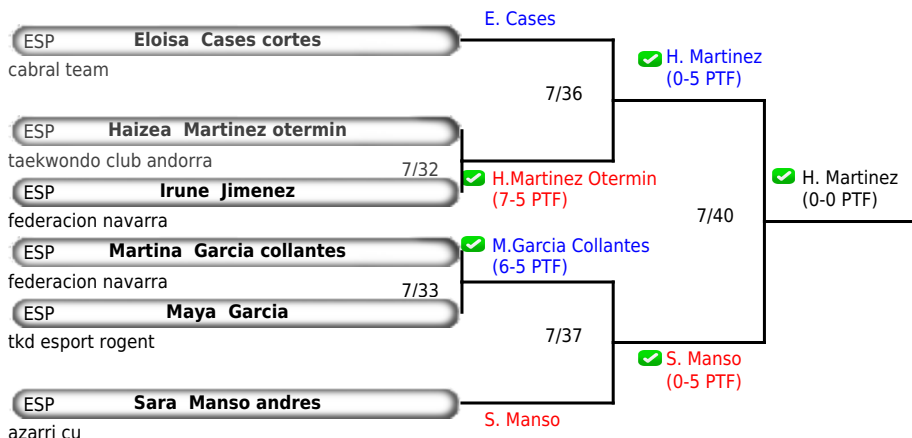 E. Cases
ESP Eloisa Cases cortes
cabral team
H. Martinez
(0-5 PTF)
7/36
ESP Haizea Martinez otermin
taekwondo club andorra
7/32
H.Martinez Otermin
(7-5 PTF)
ESP Irune Jimenez
federacion navarra
H. Martinez
(0-0 PTF)
7/40
ESP Martina Garcia collantes
federacion navarra
M.Garcia Collantes
(6-5 PTF)
7/33
ESP Maya Garcia
tkd esport rogent
7/37
S. Manso
(0-5 PTF)
ESP Sara Manso andres
S. Manso
azarri cu